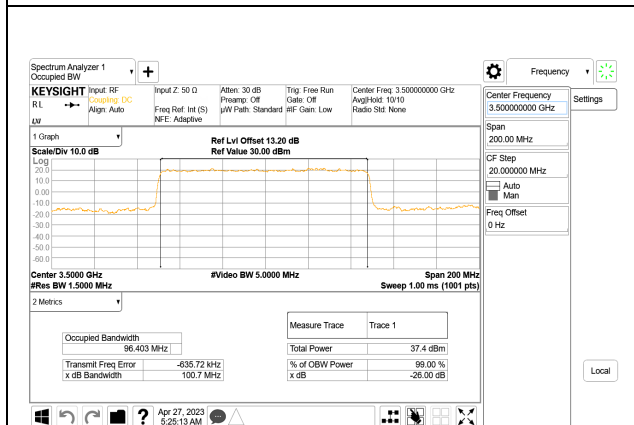 Spectrum Analyzer 1
Occupied BW
Frequency
KEYSIGHT
RL
LXI
Input: RF
Coupling: DC
Align: Auto
Input Z: 50 Ω
Freq Ref: Int (S)
NFE: Adaptive
Atten: 30 dB
Preamp: Off
µW Path: Standard
Trig: Free Run
Gate: Off
#IF Gain: Low
Center Freq: 3.500000000 GHz
Avg|Hold: 10/10
Radio Std: None
Center Frequency
3.500000000 GHz
Settings
Span
200.00 MHz
CF Step
20.000000 MHz
Auto
Man
Freq Offset
0 Hz
1 Graph
Scale/Div 10.0 dB
Ref Lvl Offset 13.20 dB
Ref Value 30.00 dBm
Log
20.0
10.0
0.00
-10.0
-20.0
-30.0
-40.0
-50.0
-60.0
Center 3.5000 GHz
#Video BW 5.0000 MHz
Span 200 MHz
#Res BW 1.5000 MHz
Sweep 1.00 ms (1001 pts)
2 Metrics
Measure Trace Trace 1
Occupied Bandwidth
96.403 MHz
Total Power 37.4 dBm
Transmit Freq Error -635.72 kHz
% of OBW Power 99.00 %
x dB Bandwidth 100.7 MHz
x dB -26.00 dB
Local
Apr 27, 2023
5:25:13 AM